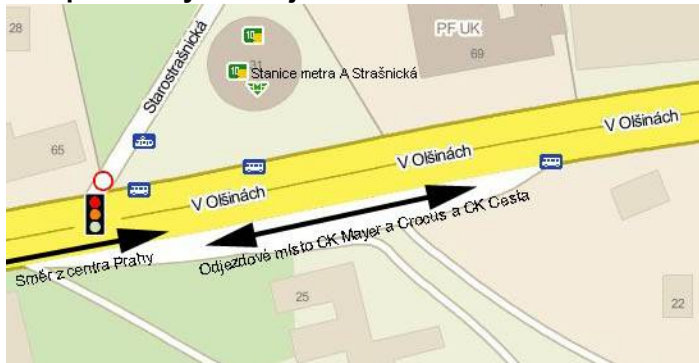 28
Starostrašnická
10
31
10
Stanice metra A Strašnická
PF UK
69
65
V Olšinách
V Olšinách
V Olšinách
Směr z centra Prahy
Odjezdové místo CK Mayer a Crocus a CK Cesta
25
22